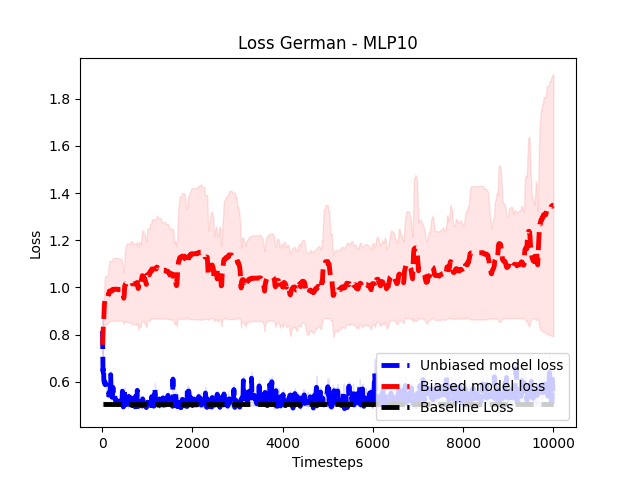 Loss German - MLP10
Loss
1.8
1.6
1.4
1.2
1.0
0.8
0.6
Unbiased model loss
Biased model loss
Baseline Loss
0
2000
4000
6000
8000
10000
Timesteps